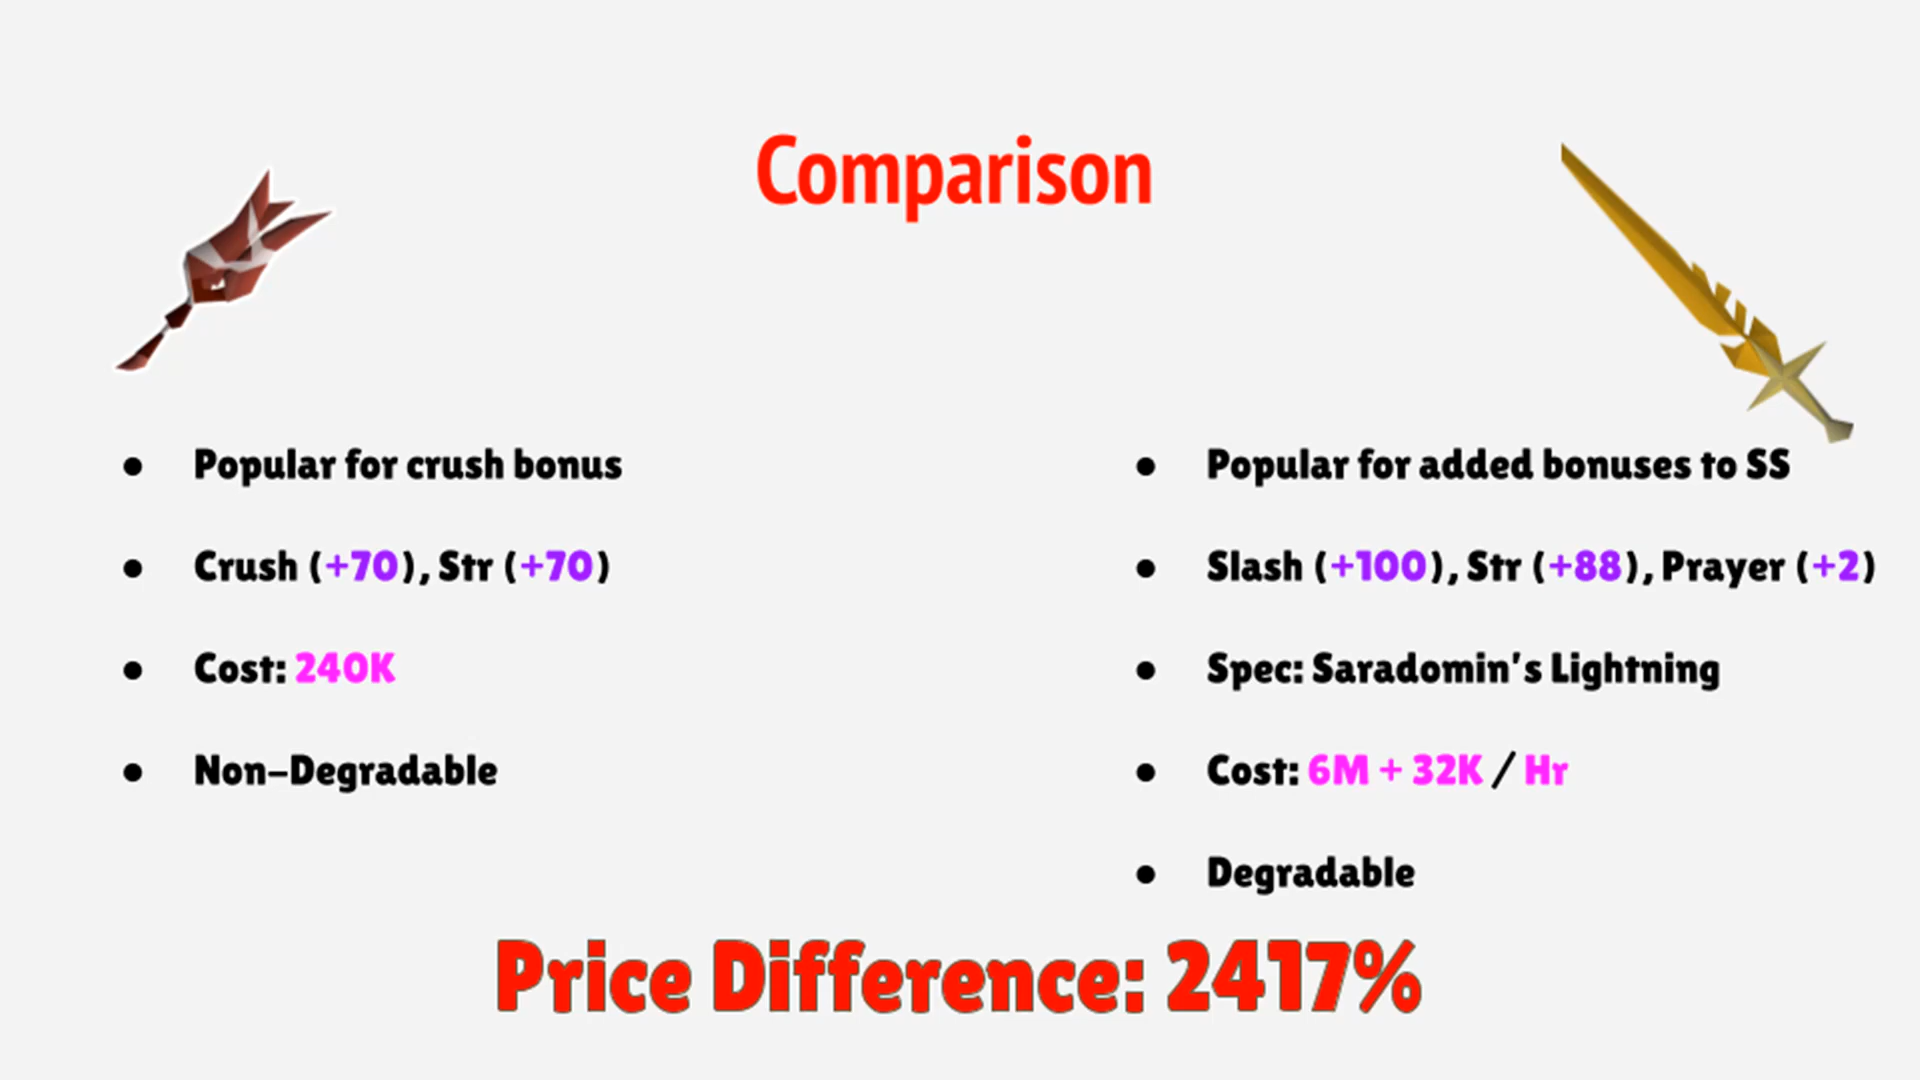 Comparison
Popular for crush bonus
Crush (+70), Str (+70)
Cost: 240K
Non-Degradable
Popular for added bonuses to SS
Slash (+100), Str (+88), Prayer (+2)
Spec: Saradomin's Lightning
Cost: 6M + 32K / Hr
Degradable
Price Difference: 2417%